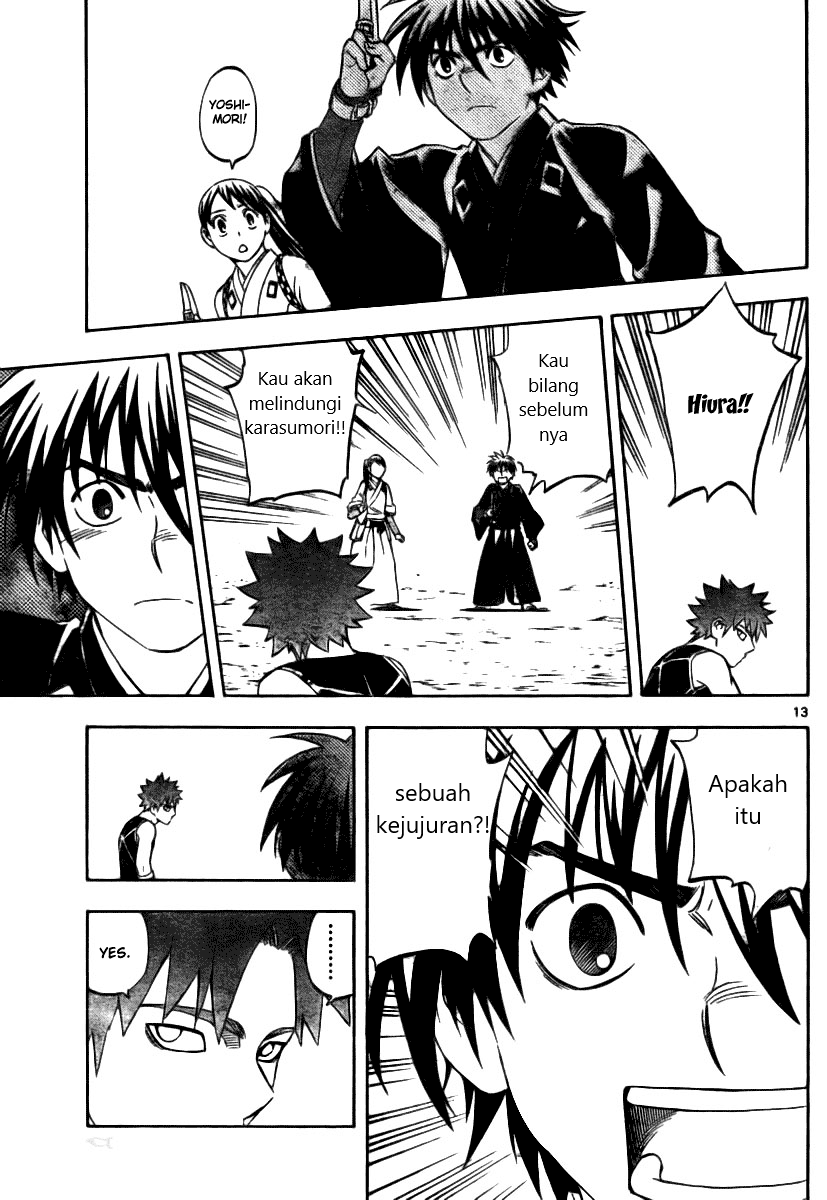 YOSHI-
MORI!
Hiura!!
Kau
bilang
sebelum
nya
Kau akan
melindungi
karasumori!!
13
Apakah
itu
sebuah
kejujuran?!
.........
YES.